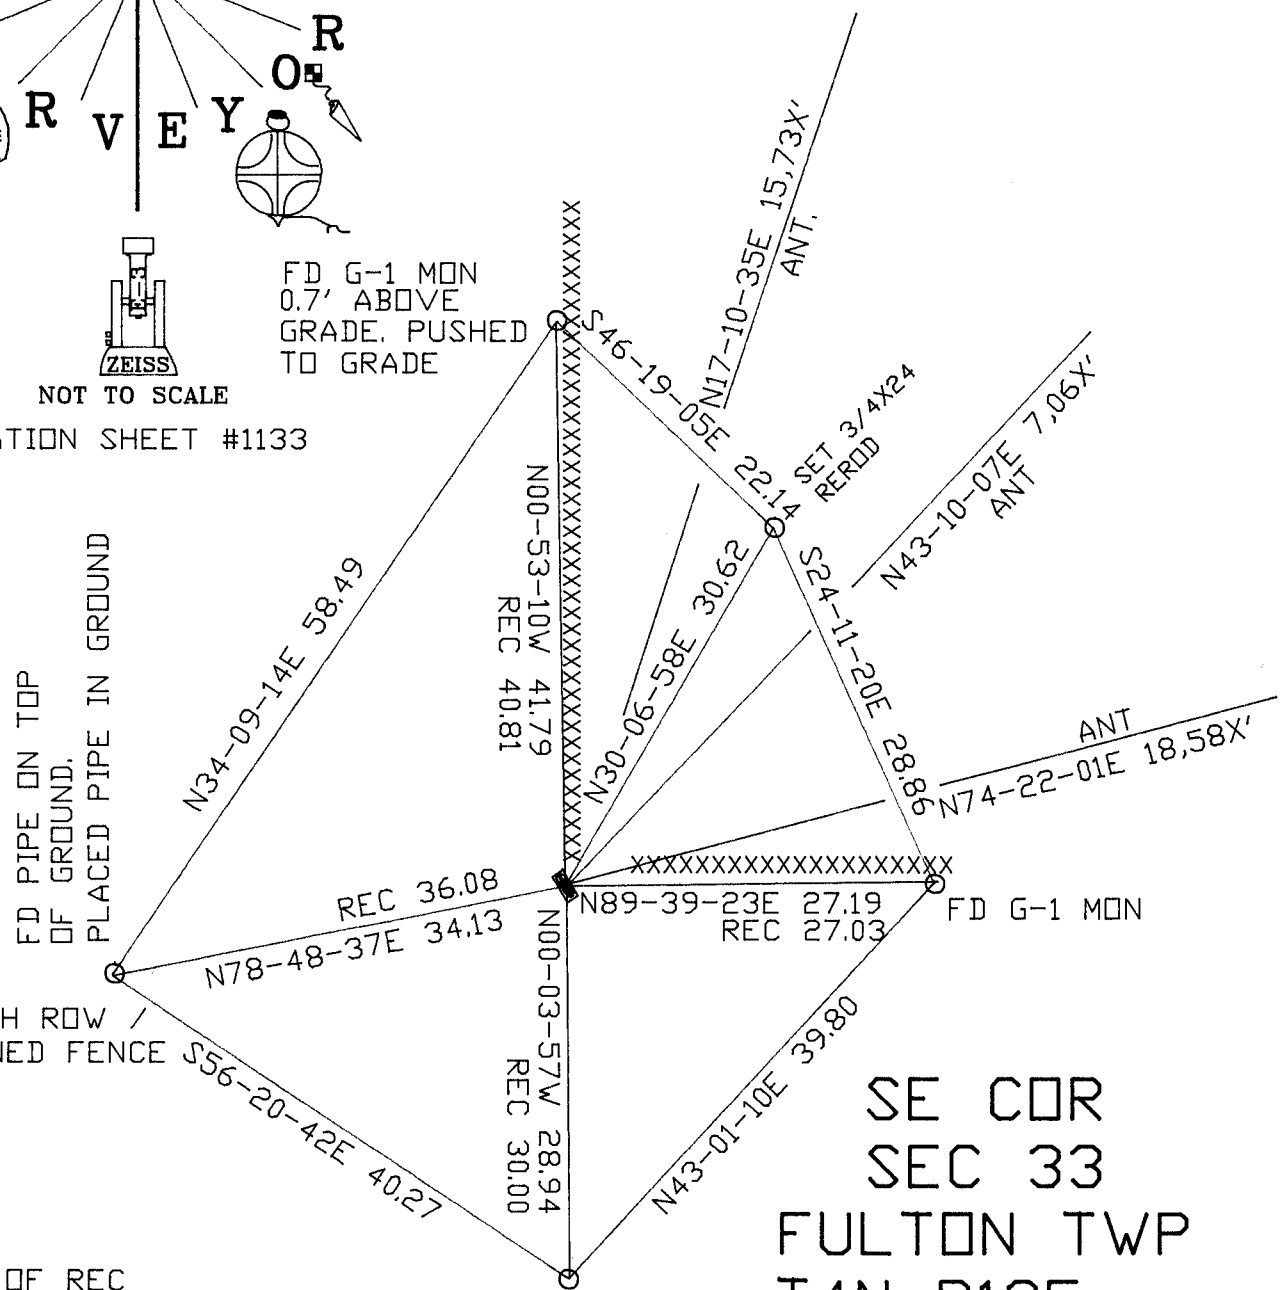 R
O
R V E Y
ZEISS
NOT TO SCALE
TION SHEET #1133
FD G-1 MON
0.7' ABOVE
GRADE. PUSHED
TO GRADE
N17-10-35E 15,73X'
ANT.
S46-19-05E 22.14
SET 3/4X24
REROD
N43-10-07E 7,06X'
ANT
N00-53-10W 41.79
REC 40.81
N30-06-58E 30.62
S24-11-20E 28.86
N34-09-14E 58.49
ANT
N74-22-01E 18,58X'
FD PIPE ON TOP
OF GROUND.
PLACED PIPE IN GROUND
XXXXXXXXXXXXXXXXXXXX
REC 36.08
N78-48-37E 34.13
N89-39-23E 27.19
REC 27.03
FD G-1 MON
H ROW /
NED FENCE
S56-20-42E 40.27
N00-03-57W 28.94
REC 30.00
N43-01-10E 39.80
SE COR
SEC 33
FULTON TWP
OF REC